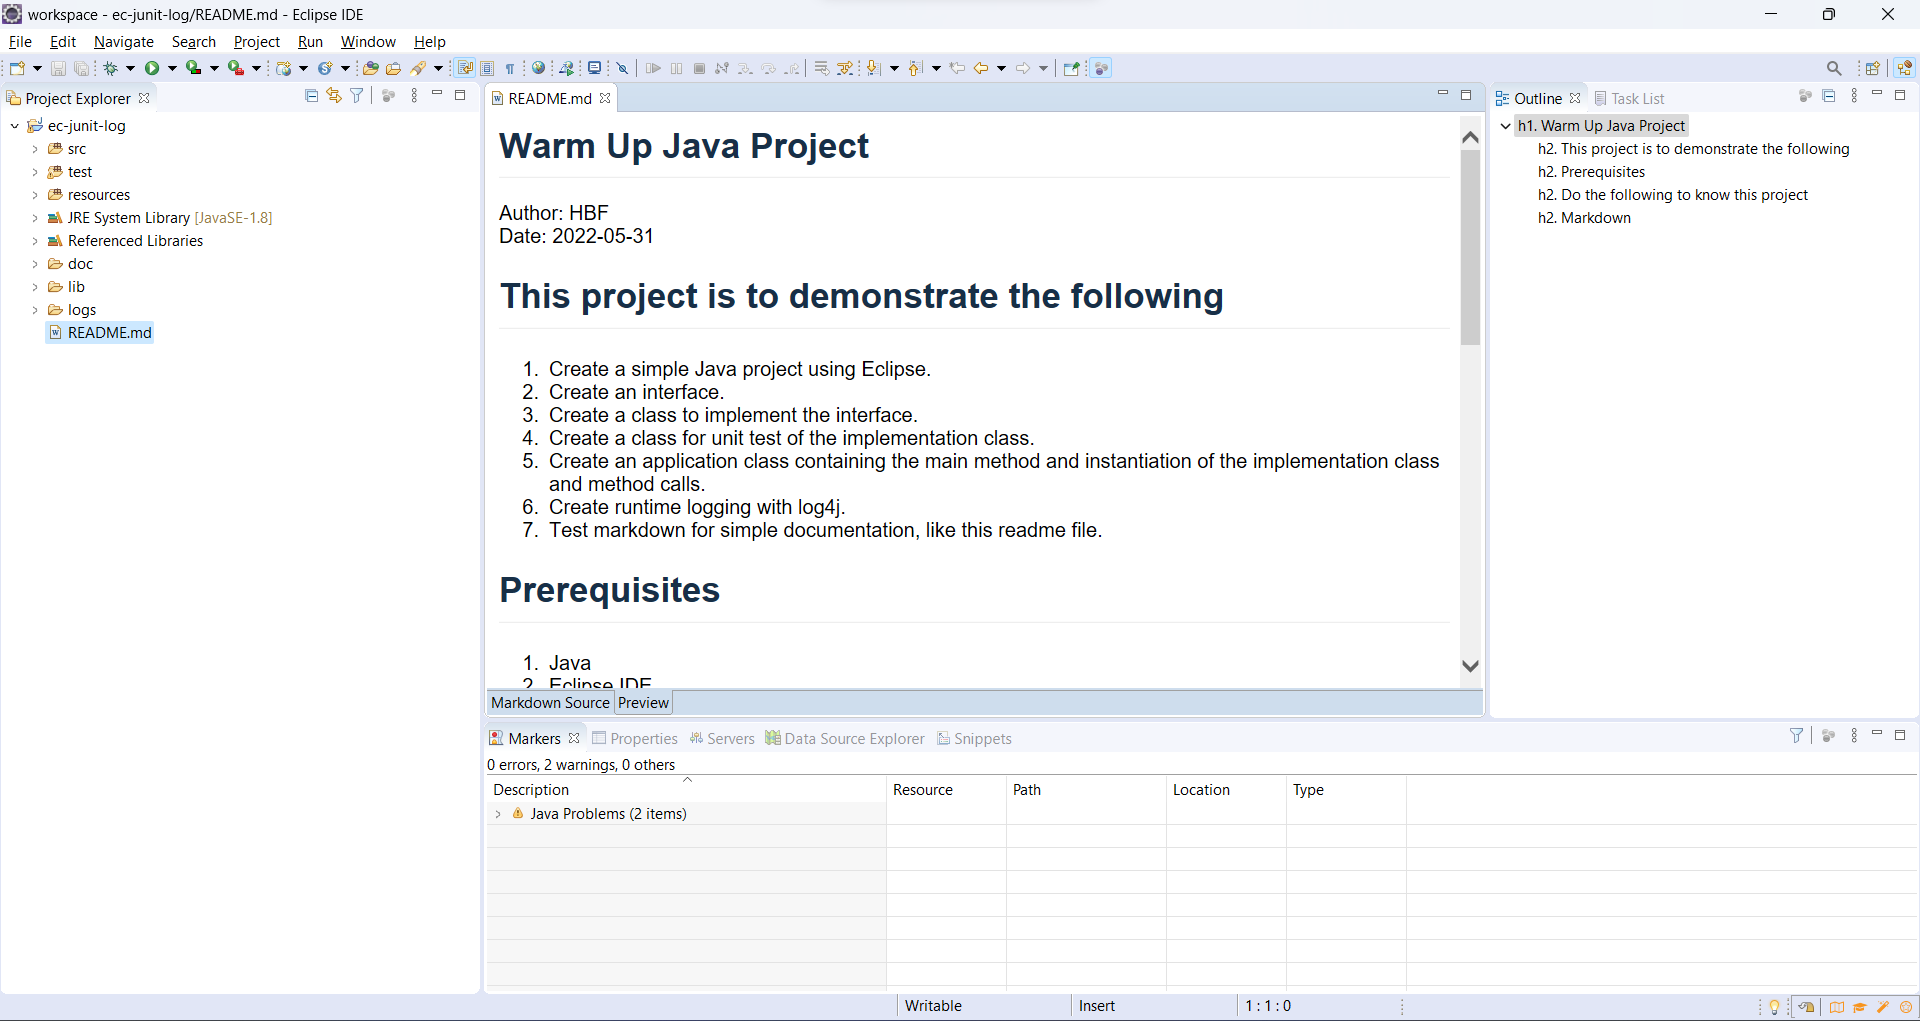 workspace - ec-junit-log/README.md - Eclipse IDE
File Edit Navigate Search Project Run Window Help
Project Explorer
ec-junit-log
src
test
resources
JRE System Library [JavaSE-1.8]
Referenced Libraries
doc
lib
logs
README.md
README.md
Warm Up Java Project
Author: HBF
Date: 2022-05-31
This project is to demonstrate the following
1. Create a simple Java project using Eclipse.
2. Create an interface.
3. Create a class to implement the interface.
4. Create a class for unit test of the implementation class.
5. Create an application class containing the main method and instantiation of the implementation class
and method calls.
6. Create runtime logging with log4j.
7. Test markdown for simple documentation, like this readme file.
Prerequisites
1. Java
2. Eclipse IDE
Markdown Source Preview
Outline Task List
h1. Warm Up Java Project
h2. This project is to demonstrate the following
h2. Prerequisites
h2. Do the following to know this project
h2. Markdown
Markers Properties Servers Data Source Explorer Snippets
0 errors, 2 warnings, 0 others
Description Resource Path Location Type
Java Problems (2 items)
Writable Insert 1 : 1 : 0